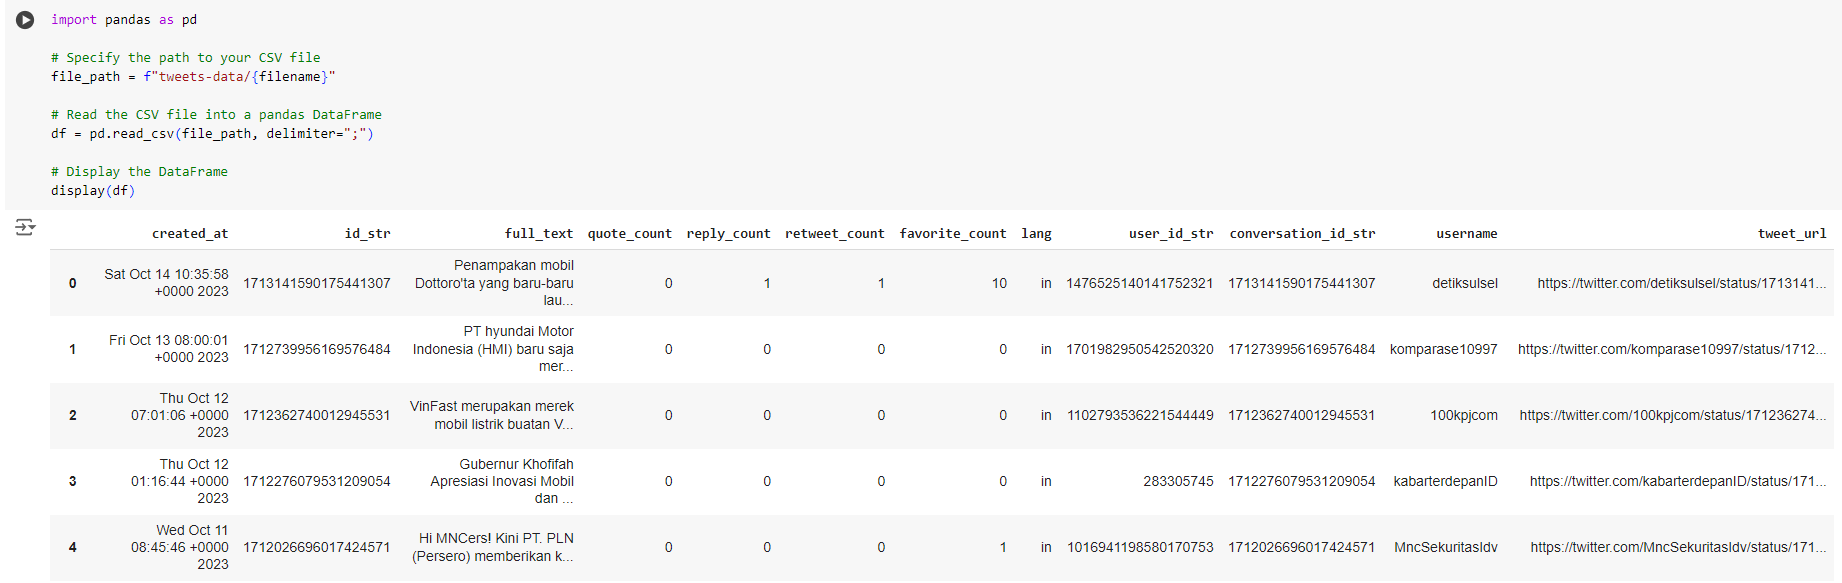 import pandas as pd
# Specify the path to your CSV file
file_path = f"tweets-data/{filename}"
# Read the CSV file into a pandas DataFrame
df = pd.read_csv(file_path, delimiter=";")
# Display the DataFrame
display(df)
created_at id_str full_text quote_count reply_count retweet_count favorite_count lang user_id_str conversation_id_str username tweet_url
0 Sat Oct 14 10:35:58 +0000 2023 1713141590175441307 Penampakan mobil Dottoro'ta yang baru-baru lau... 0 1 1 10 in 1476525140141752321 1713141590175441307 detiksulsel https://twitter.com/detiksulsel/status/1713141...
1 Fri Oct 13 08:00:01 +0000 2023 1712739956169576484 PT hyundai Motor Indonesia (HMI) baru saja mer... 0 0 0 0 in 1701982950542520320 1712739956169576484 komparase10997 https://twitter.com/komparase10997/status/1712...
2 Thu Oct 12 07:01:06 +0000 2023 1712362740012945531 VinFast merupakan merek mobil listrik buatan V... 0 0 0 0 in 1102793536221544449 1712362740012945531 100kpjcom https://twitter.com/100kpjcom/status/171236274...
3 Thu Oct 12 01:16:44 +0000 2023 1712276079531209054 Gubernur Khofifah Apresiasi Inovasi Mobil dan ... 0 0 0 0 in 283305745 1712276079531209054 kabarterdepanID https://twitter.com/kabarterdepanID/status/171...
4 Wed Oct 11 08:45:46 +0000 2023 1712026696017424571 Hi MNCers! Kini PT. PLN (Persero) memberikan k... 0 0 0 1 in 1016941198580170753 1712026696017424571 MncSekuritasIdv https://twitter.com/MncSekuritasIdv/status/171...